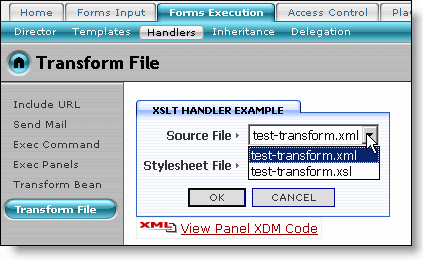 Home Forms Input Forms Execution Access Control
Director Templates Handlers Inheritance Delegation
Transform File
Include URL
Send Mail
Exec Command
Exec Panels
Transform Bean
Transform File
XSLT HANDLER EXAMPLE
Source File test-transform.xml
test-transform.xml
Stylesheet File test-transform.xsl
OK CANCEL
XML View Panel XDM Code